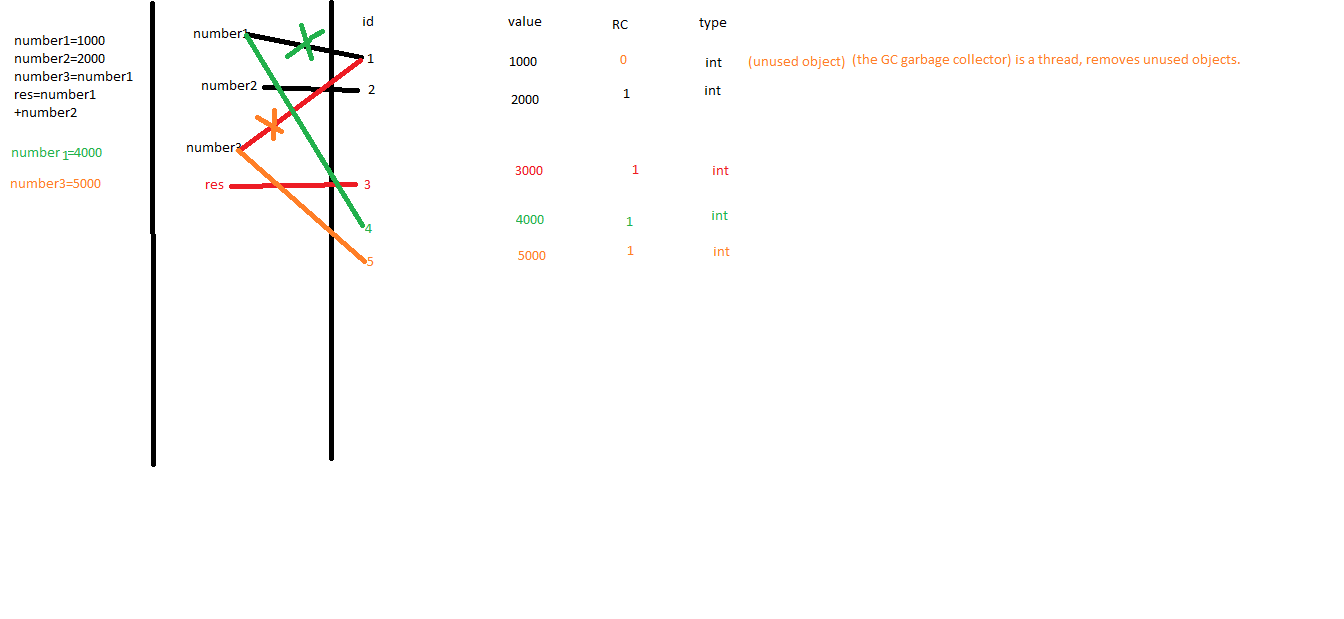 number1=1000
number2=2000
number3=number1
res=number1
+number2
number 1=4000
number3=5000
number1
number2
number3
res
id value RC type
1 1000 0 int (unused object) (the GC garbage collector) is a thread, removes unused objects.
2 2000 1 int
3 3000 1 int
4 4000 1 int
5 5000 1 int